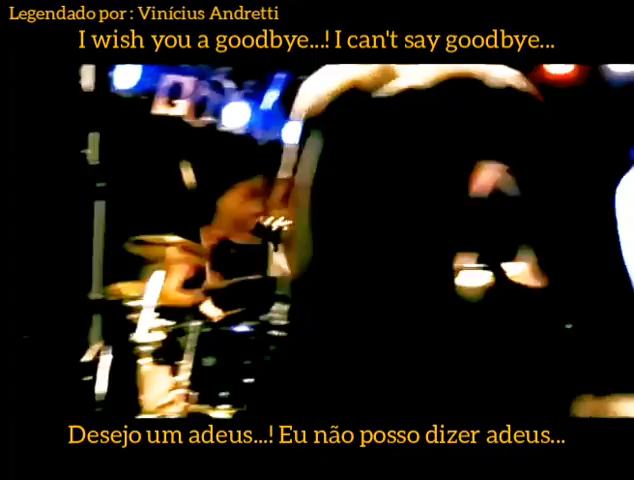 Legendado por : Vinícius Andretti
I wish you a goodbye...! I can't say goodbye...
Desejo um adeus...! Eu não posso dizer adeus...